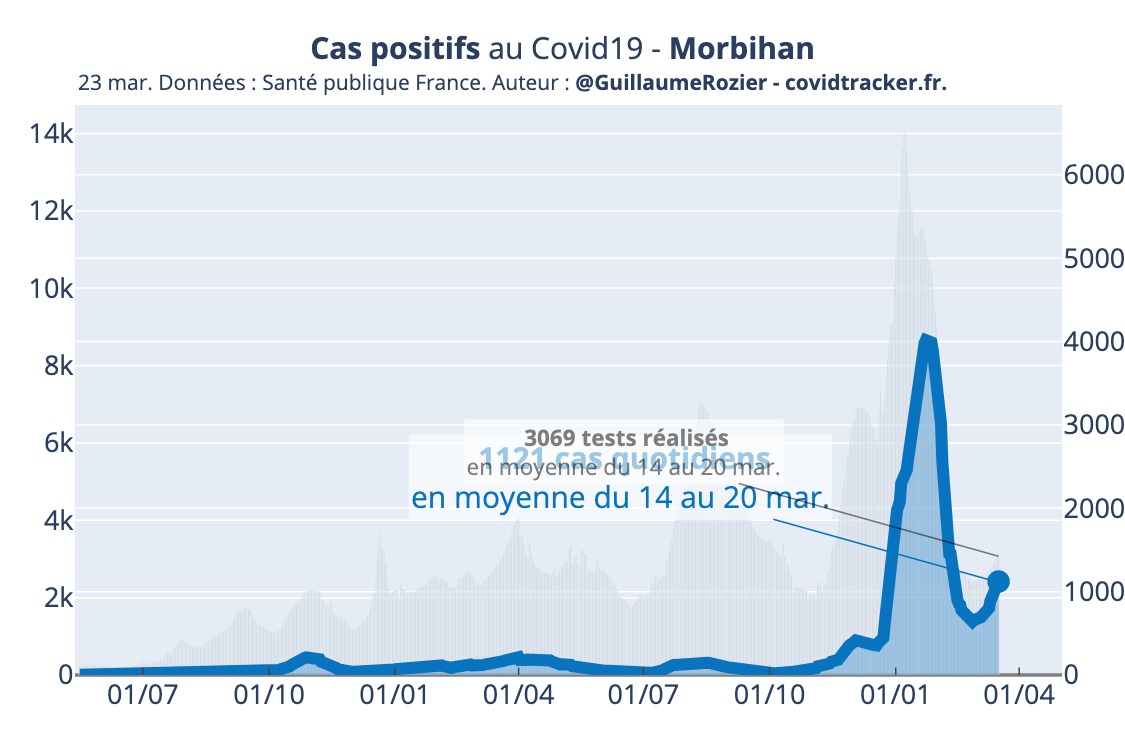 Cas positifs au Covid19 - Morbihan
23 mar. Données : Santé publique France. Auteur : @GuillaumeRozier - covidtracker.fr.
14k
12k
10k
8k
6k
4k
2k
0
6000
5000
4000
3000
2000
1000
0
3069 tests réalisés
en moyenne du 14 au 20 mar.
1121 cas quotidiens
en moyenne du 14 au 20 mar.
01/07 01/10 01/01 01/04 01/07 01/10 01/01 01/04